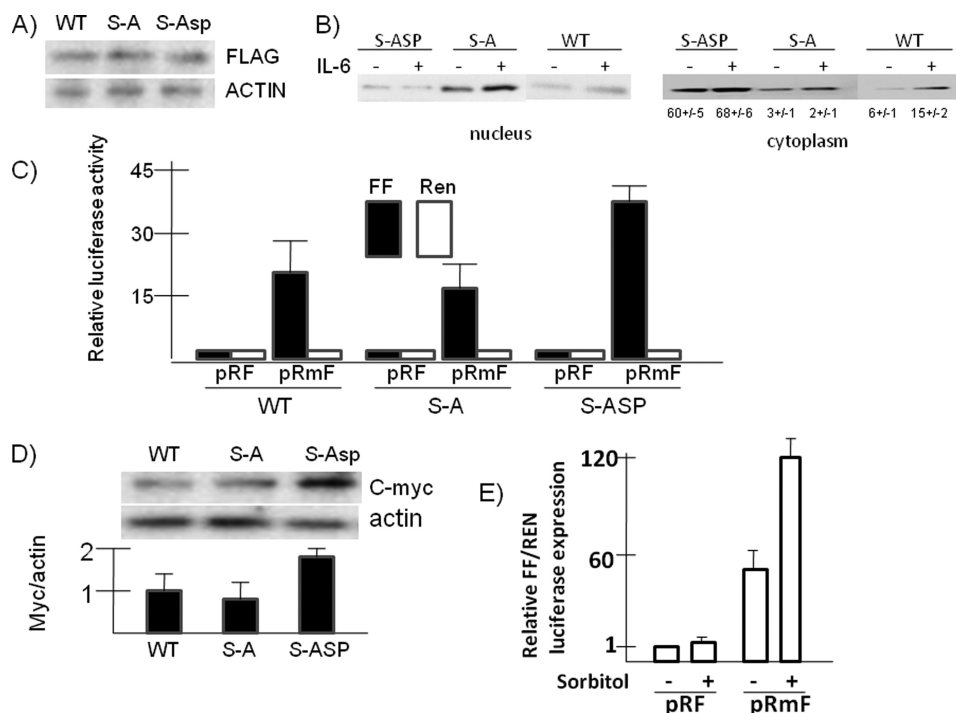 A)
WT S-A S-Asp
FLAG
ACTIN
B)
S-ASP S-A WT
IL-6 - + - + - +
nucleus
S-ASP S-A WT
- + - + - +
60+/-5 68+/-6 3+/-1 2+/-1 6+/-1 15+/-2
cytoplasm
C)
Relative luciferase activity
45
30
15
FF Ren
pRF pRmF pRF pRmF pRF pRmF
WT S-A S-ASP
D)
WT S-A S-Asp
C-myc
actin
Myc/actin
2
1
WT S-A S-ASP
E)
Relative FF/REN
luciferase expression
120
60
1
Sorbitol - + - +
pRF pRmF